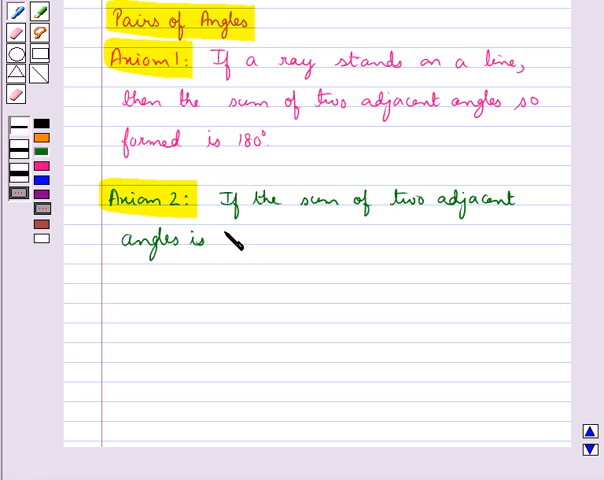 Pairs of Angles
Axiom 1: If a ray stands on a line,
then the sum of two adjacent angles so
formed is 180°.
Axiom 2: If the sum of two adjacent
angles is